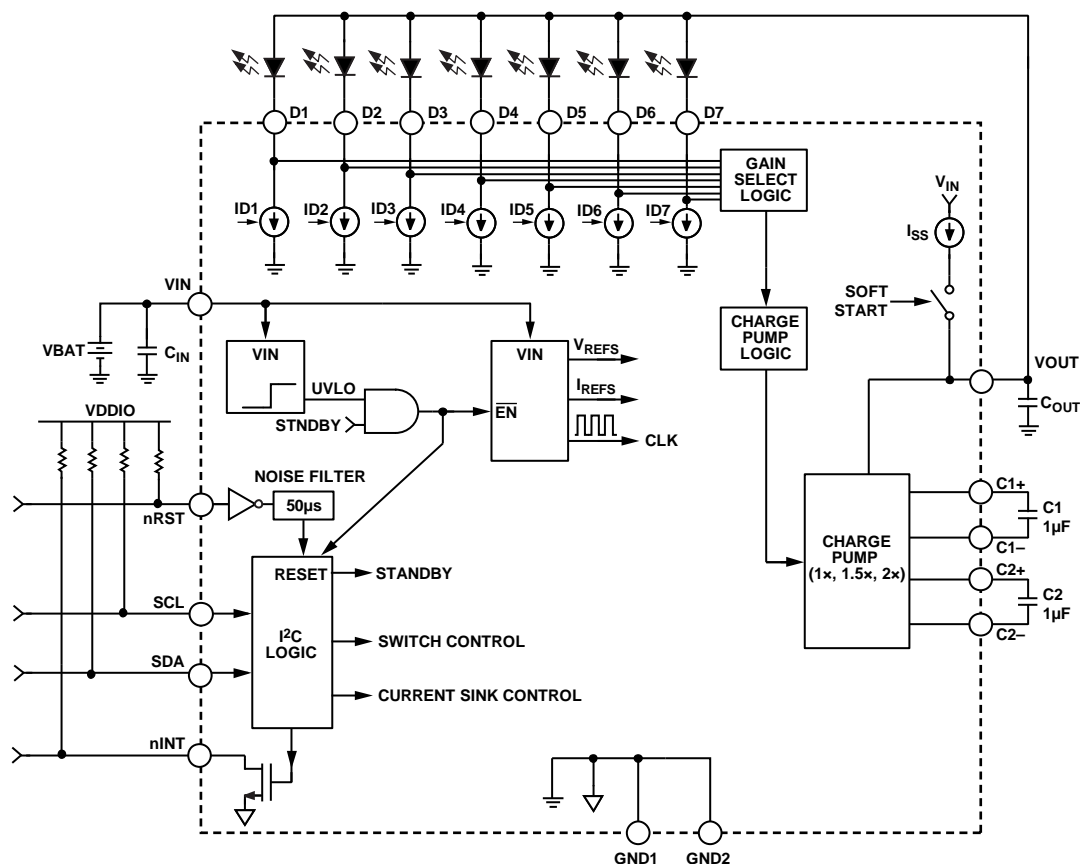 D1 D2 D3 D4 D5 D6 D7
GAIN
SELECT
LOGIC
VIN
ID1 ID2 ID3 ID4 ID5 ID6 ID7
ISS
VIN
SOFT
START
CHARGE
PUMP
LOGIC
VOUT
COUT
VBAT
CIN
VIN
UVLO
STNDBY
VIN
EN
VREFS
IREFS
CLK
VDDIO
NOISE FILTER
50µs
nRST
RESET
STANDBY
SCL
I2C
LOGIC
SWITCH CONTROL
SDA
CURRENT SINK CONTROL
nINT
CHARGE
PUMP
(1×, 1.5×, 2×)
C1+
C1
1µF
C1–
C2+
C2
1µF
C2–
GND1 GND2